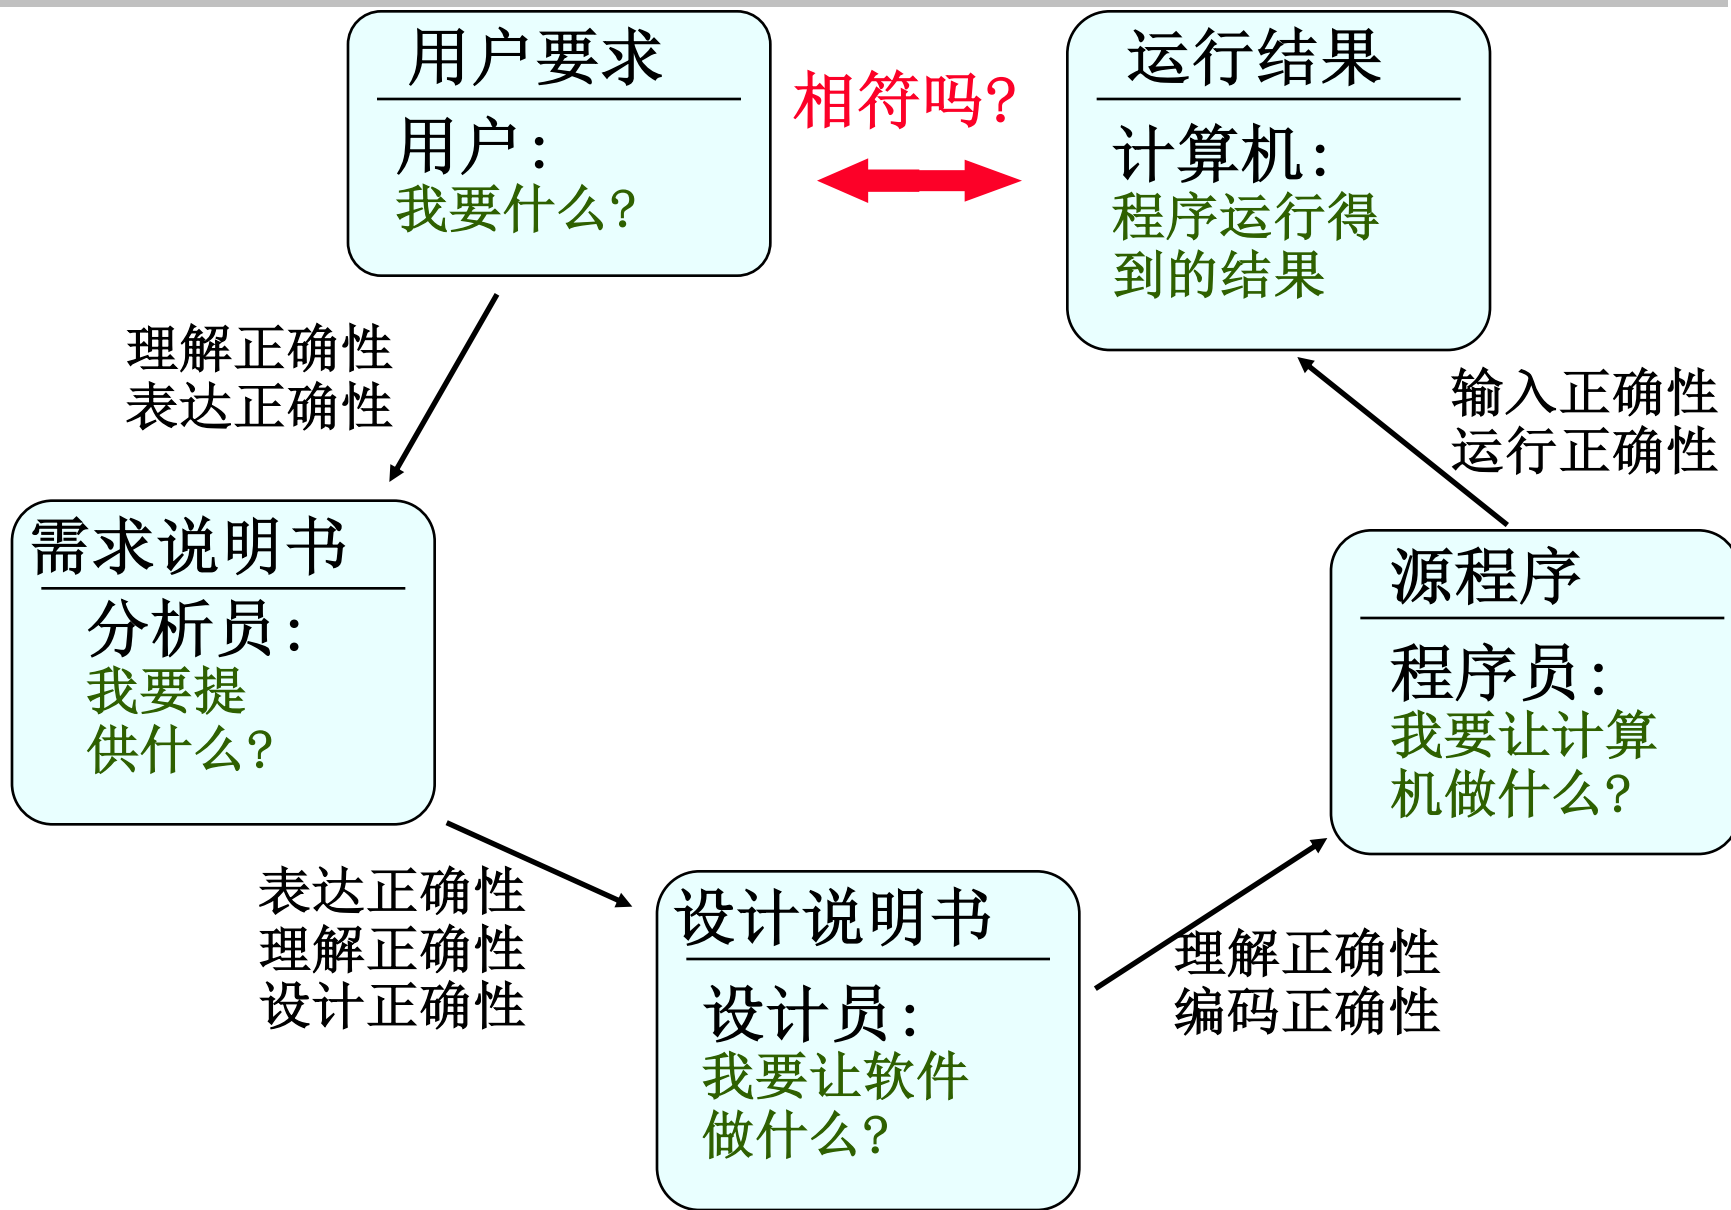 用户要求
用户:
我要什么?
相符吗?
运行结果
计算机:
程序运行得
到的结果
理解正确性
表达正确性
输入正确性
运行正确性
需求说明书
分析员:
我要提
供什么?
源程序
程序员:
我要让计算
机做什么?
表达正确性
理解正确性
设计正确性
设计说明书
设计员:
我要让软件
做什么?
理解正确性
编码正确性